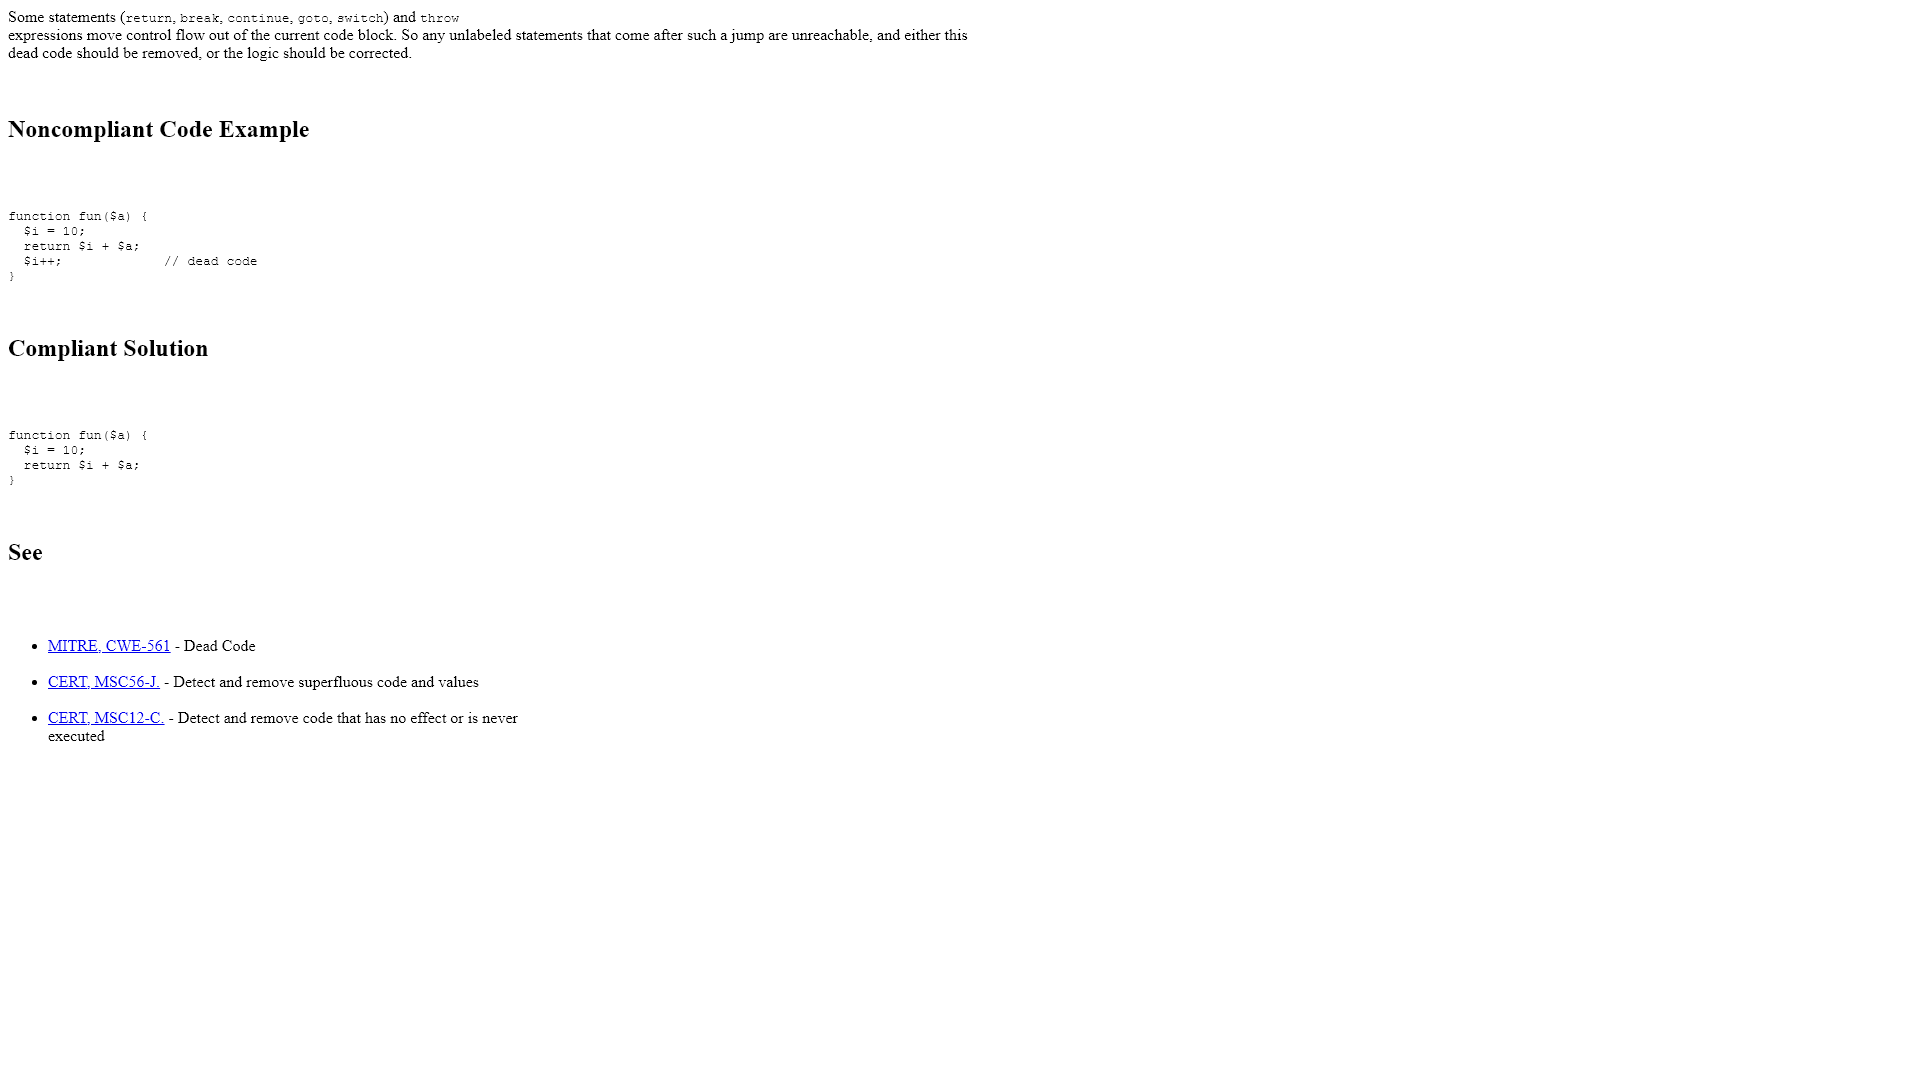 Some statements (return, break, continue, goto, switch) and throw
expressions move control flow out of the current code block. So any unlabeled statements that come after such a jump are unreachable, and either this
dead code should be removed, or the logic should be corrected.
Noncompliant Code Example
function fun($a) {
  $i = 10;
  return $i + $a;
  $i++;             // dead code
}
Compliant Solution
function fun($a) {
  $i = 10;
  return $i + $a;
}
See
• MITRE, CWE-561 - Dead Code
• CERT, MSC56-J. - Detect and remove superfluous code and values
• CERT, MSC12-C. - Detect and remove code that has no effect or is never
executed